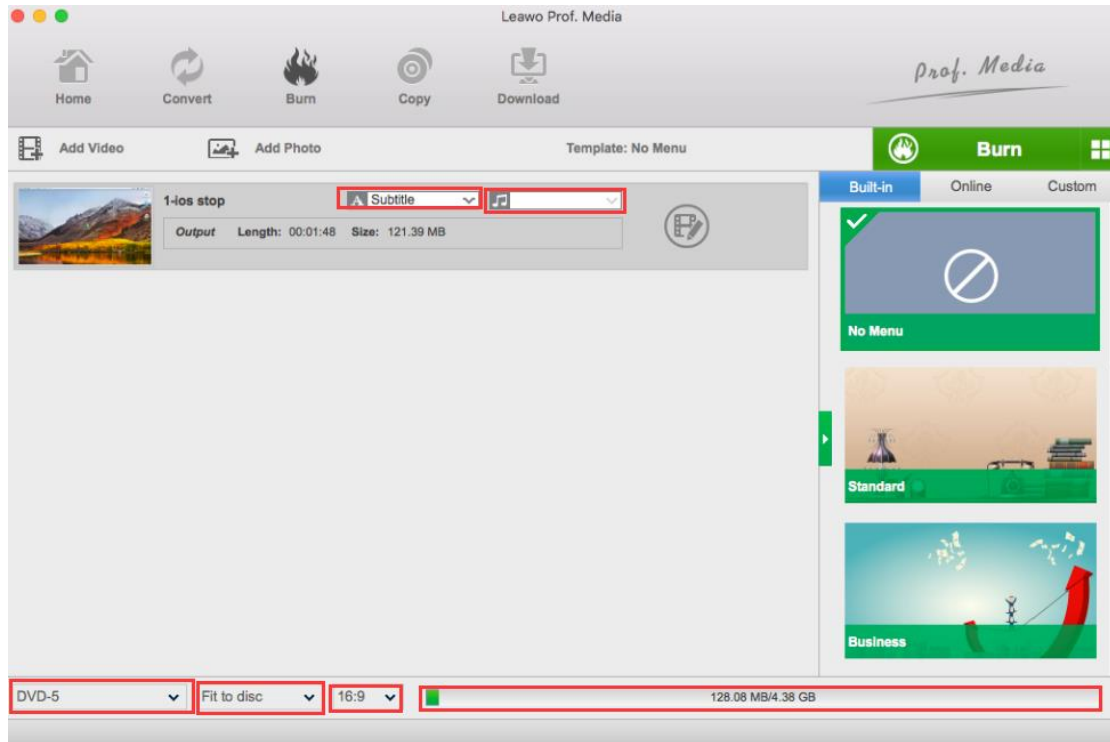 Leawo Prof. Media
Home Convert Burn Copy Download
Prof. Media
Add Video Add Photo Template: No Menu Burn
Built-in Online Custom
1-ios stop A Subtitle
Output Length: 00:01:48 Size: 121.39 MB
No Menu
Standard
Business
DVD-5 Fit to disc 16:9 128.08 MB/4.38 GB